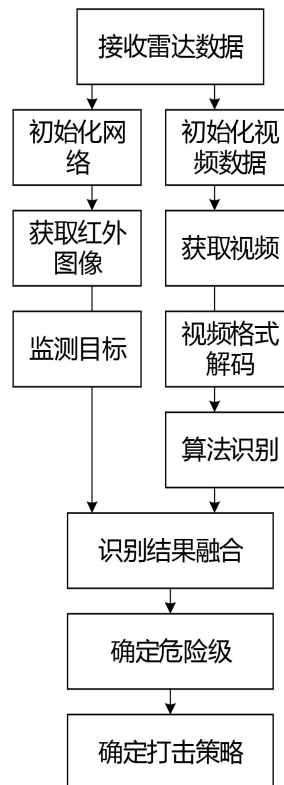 接收雷达数据
初始化网
络
初始化视
频数据
获取红外
图像
获取视频
监测目标
视频格式
解码
算法识别
识别结果融合
确定危险级
确定打击策略